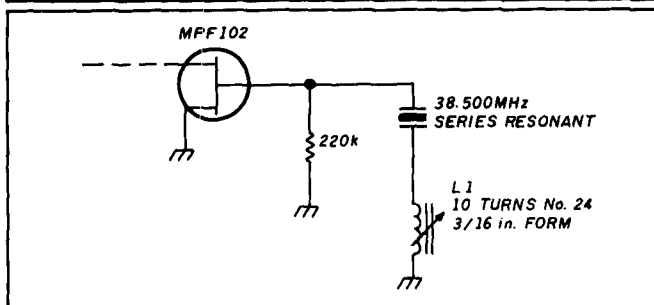 MPF102
38.500MHz
SERIES RESONANT
220k
L1
10 TURNS No. 24
3/16 in. FORM